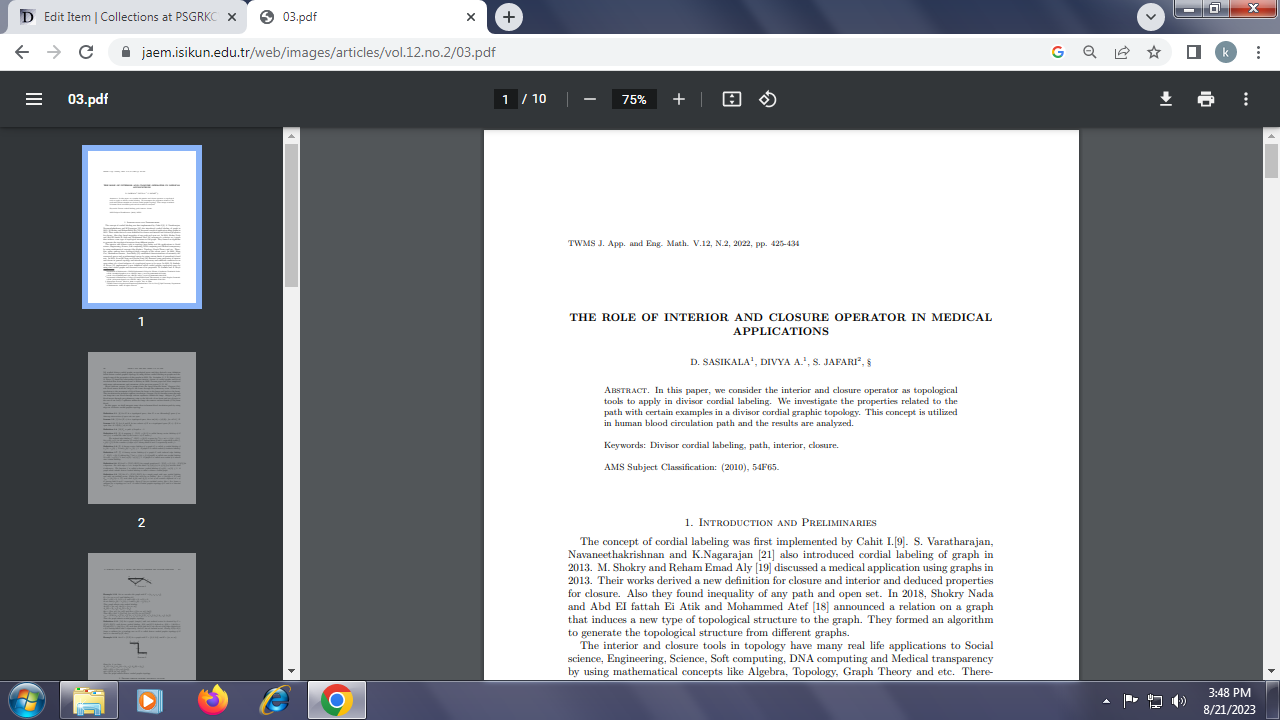 Edit Item | Collections at PSGRKC
03.pdf
jaem.isikun.edu.tr/web/images/articles/vol.12.no.2/03.pdf
k
03.pdf
1 / 10
75%
1
2
TWMS J. App. and Eng. Math. V.12, N.2, 2022, pp. 425-434
THE ROLE OF INTERIOR AND CLOSURE OPERATOR IN MEDICAL
APPLICATIONS
D. SASIKALA1, DIVYA A.1, S. JAFARI2, §
Abstract. In this paper, we consider the interior and closure operator as topological
tools to apply in divisor cordial labeling. We investigate the properties related to the
path with certain examples in a divisor cordial graphic topology. This concept is utilized
in human blood circulation path and the results are analyzed.
Keywords: Divisor cordial labeling, path, interior, closure.
AMS Subject Classification: (2010), 54F65.
1. Introduction and Preliminaries
The concept of cordial labeling was first implemented by Cahit I.[9]. S. Varatharajan,
Navaneethakrishnan and K.Nagarajan [21] also introduced cordial labeling of graph in
2013. M. Shokry and Reham Emad Aly [19] discussed a medical application using graphs in
2013. Their works derived a new definition for closure and interior and deduced properties
for closure. Also they found inequality of any path and open set. In 2018, Shokry Nada
and Abd EI fattah Ei Atik and Mohammed Atef [18] announced a relation on a graph
that induces a new type of topological structure to the graph. They formed an algorithm
to generate the topological structure from different graphs.
The interior and closure tools in topology have many real life applications to Social
science, Engineering, Science, Soft computing, DNA computing and Medical transparency
by using mathematical concepts like Algebra, Topology, Graph Theory and etc. There-
3:48 PM
8/21/2023